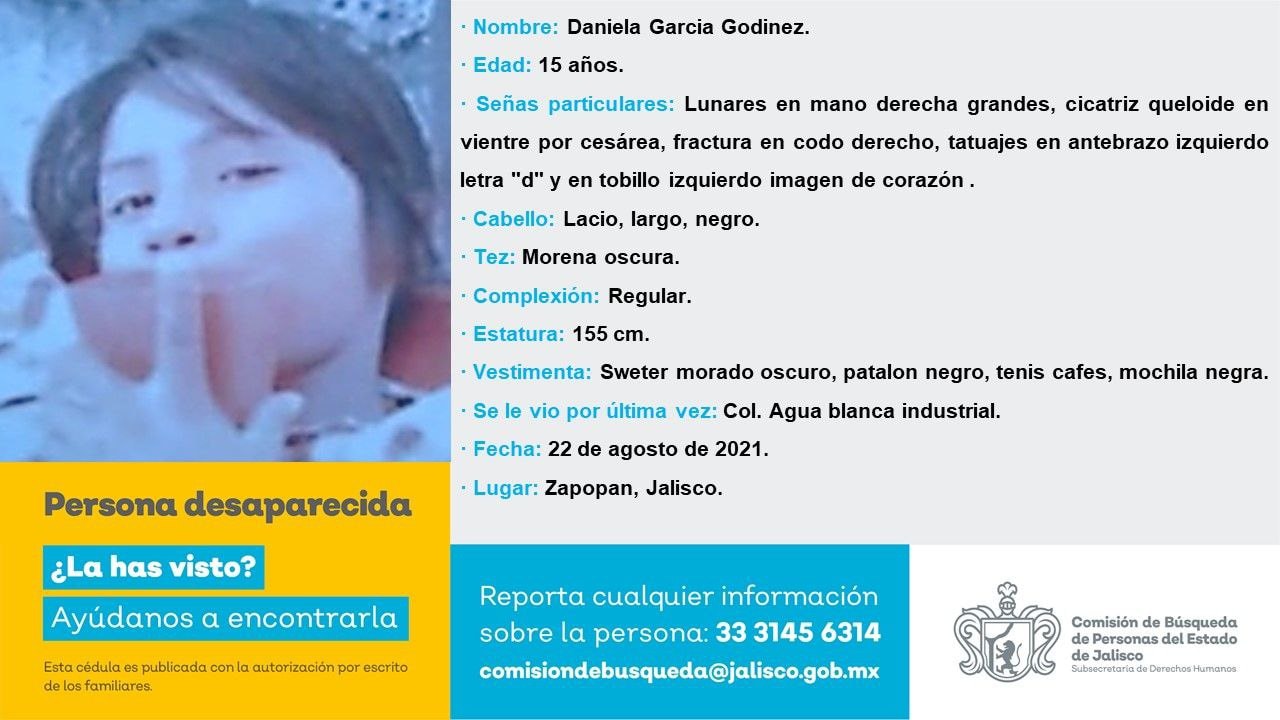 · Nombre: Daniela Garcia Godinez.
· Edad: 15 años.
· Señas particulares: Lunares en mano derecha grandes, cicatriz queloide en
vientre por cesárea, fractura en codo derecho, tatuajes en antebrazo izquierdo
letra "d" y en tobillo izquierdo imagen de corazón .
· Cabello: Lacio, largo, negro.
· Tez: Morena oscura.
· Complexión: Regular.
· Estatura: 155 cm.
· Vestimenta: Sweter morado oscuro, patalon negro, tenis cafes, mochila negra.
· Se le vio por última vez: Col. Agua blanca industrial.
· Fecha: 22 de agosto de 2021.
· Lugar: Zapopan, Jalisco.
Persona desaparecida
¿La has visto?
Ayúdanos a encontrarla
Esta cédula es publicada con la autorización por escrito
de los familiares.
Reporta cualquier información
sobre la persona: 33 3145 6314
comisiondebusqueda@jalisco.gob.mx
Comisión de Búsqueda
de Personas del Estado
de Jalisco
Subsecretaría de Derechos Humanos